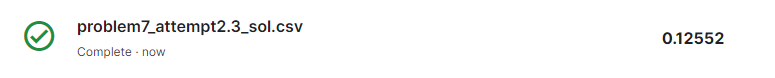 problem7_attempt2.3_sol.csv
Complete · now
0.12552